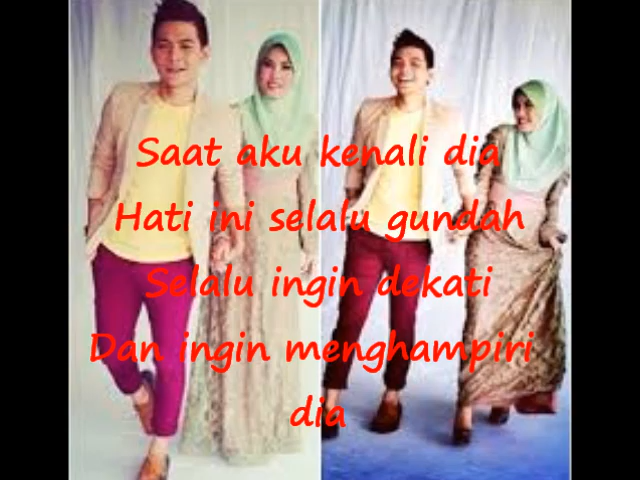 Saat aku kenali dia
Hati ini selalu gundah
Selalu ingin dekati
Dan ingin menghampiri
dia